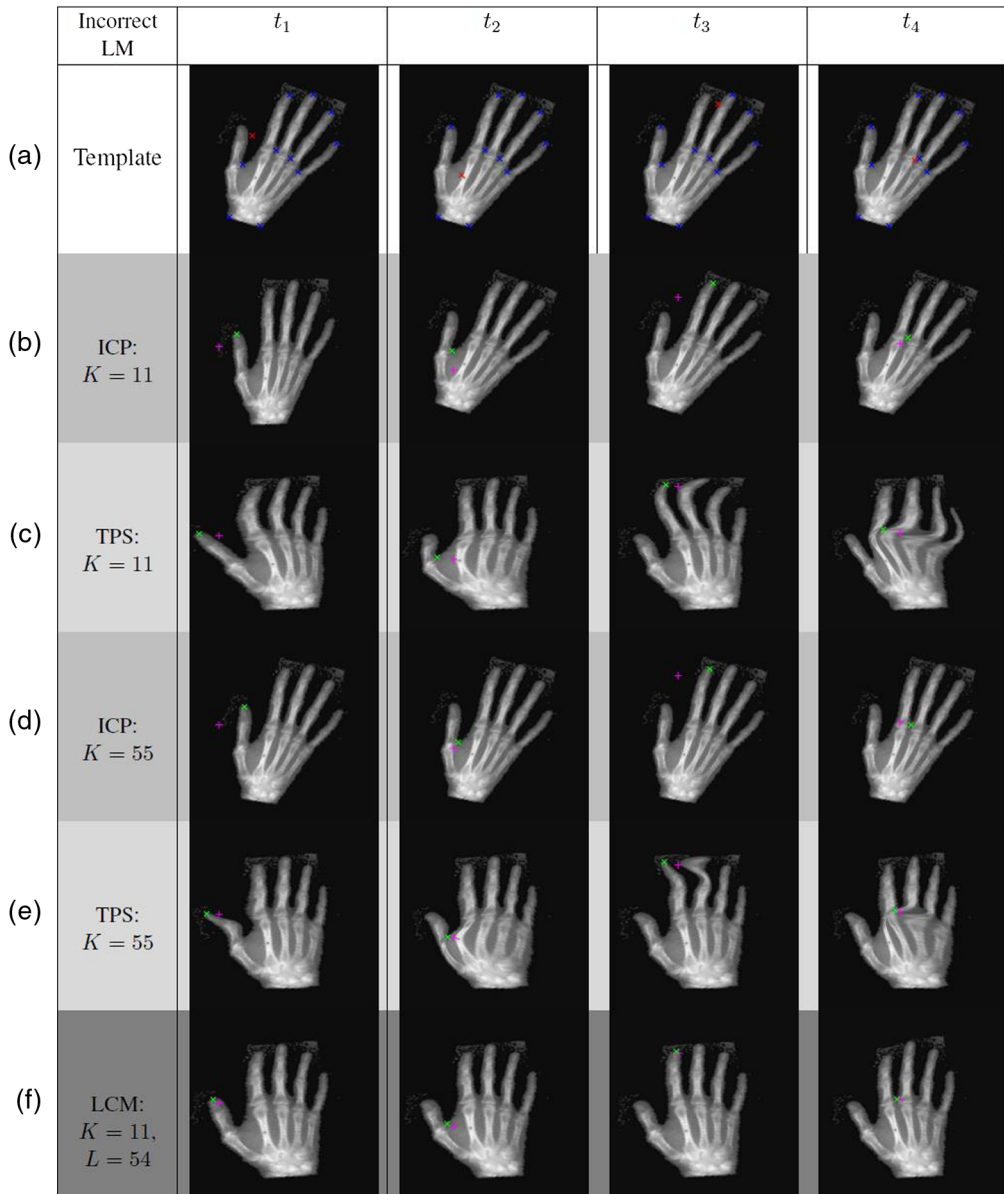 Incorrect LM t₁ t₂ t₃ t₄
(a) Template
(b) ICP: K = 11
(c) TPS: K = 11
(d) ICP: K = 55
(e) TPS: K = 55
(f) LCM: K = 11, L = 54